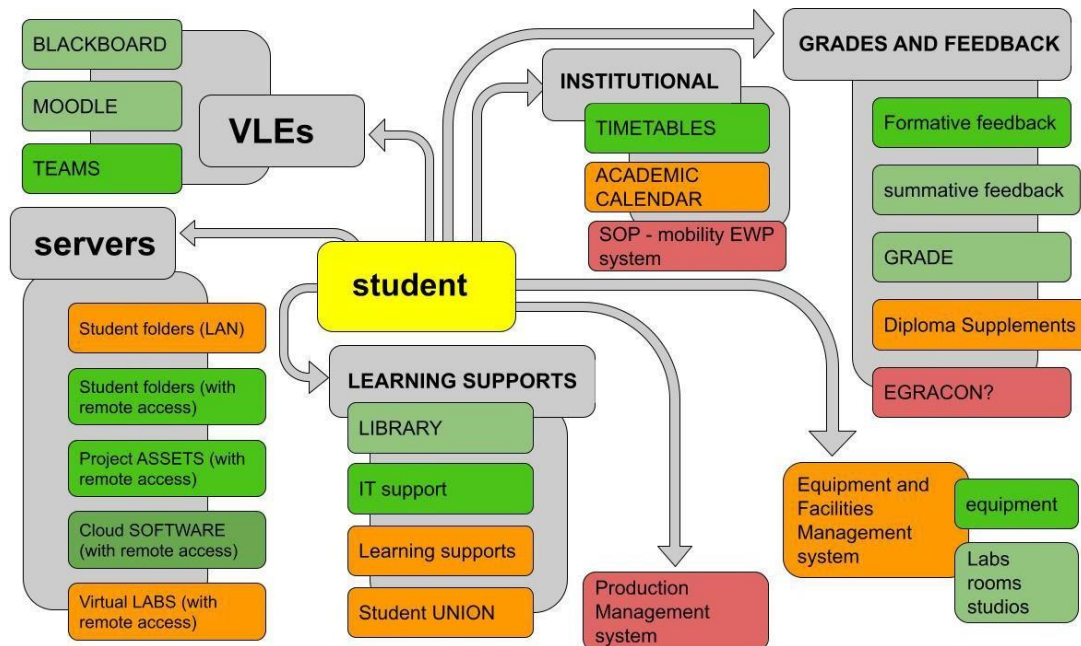 BLACKBOARD
MOODLE
TEAMS
VLEs
INSTITUTIONAL
TIMETABLES
ACADEMIC
CALENDAR
SOP - mobility EWP
system
GRADES AND FEEDBACK
Formative feedback
summative feedback
GRADE
Diploma Supplements
EGRACON?
servers
Student folders (LAN)
Student folders (with
remote access)
Project ASSETS (with
remote access)
Cloud SOFTWARE
(with remote access)
Virtual LABS (with
remote access)
student
LEARNING SUPPORTS
LIBRARY
IT support
Learning supports
Student UNION
Production
Management
system
Equipment and
Facilities
Management
system
equipment
Labs
rooms
studios